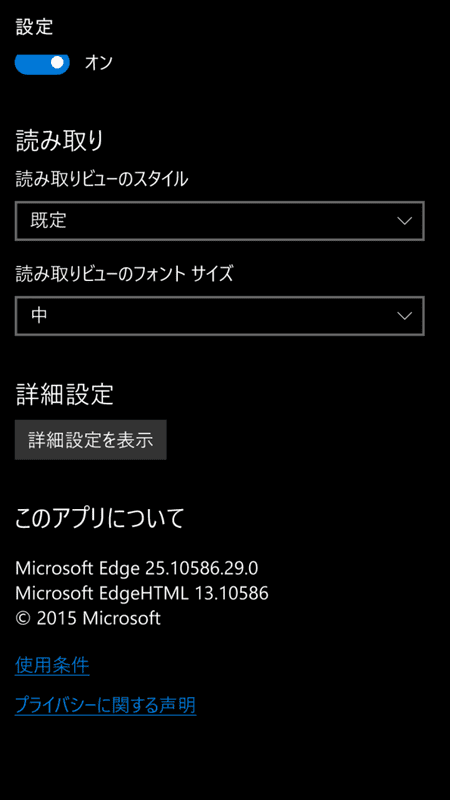 設定
オン
読み取り
読み取りビューのスタイル
既定
読み取りビューのフォント サイズ
中
詳細設定
詳細設定を表示
このアプリについて
Microsoft Edge 25.10586.29.0
Microsoft EdgeHTML 13.10586
© 2015 Microsoft
使用条件
プライバシーに関する声明